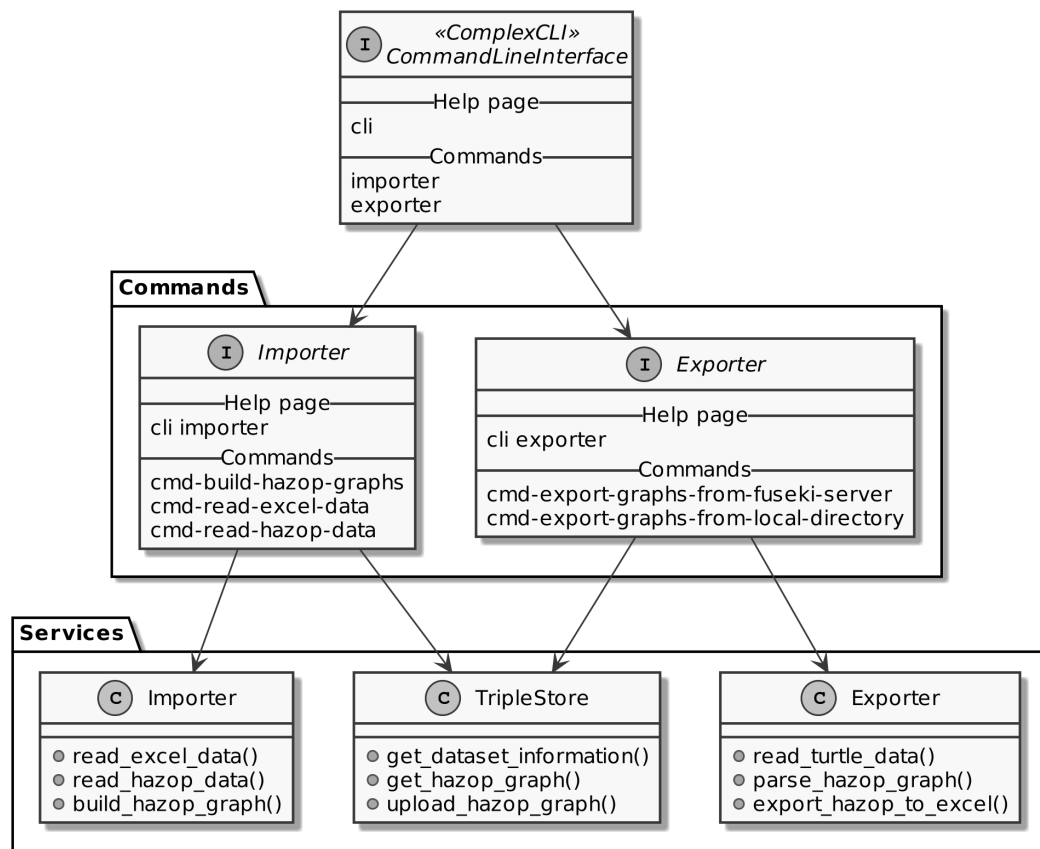 I
«ComplexCLI»
CommandLineInterface
Help page
cli
Commands
importer
exporter
Commands
I Importer
Help page
cli importer
Commands
cmd-build-hazop-graphs
cmd-read-excel-data
cmd-read-hazop-data
I Exporter
Help page
cli exporter
Commands
cmd-export-graphs-from-fuseki-server
cmd-export-graphs-from-local-directory
Services
C Importer
read_excel_data()
read_hazop_data()
build_hazop_graph()
C TripleStore
get_dataset_information()
get_hazop_graph()
upload_hazop_graph()
C Exporter
read_turtle_data()
parse_hazop_graph()
export_hazop_to_excel()